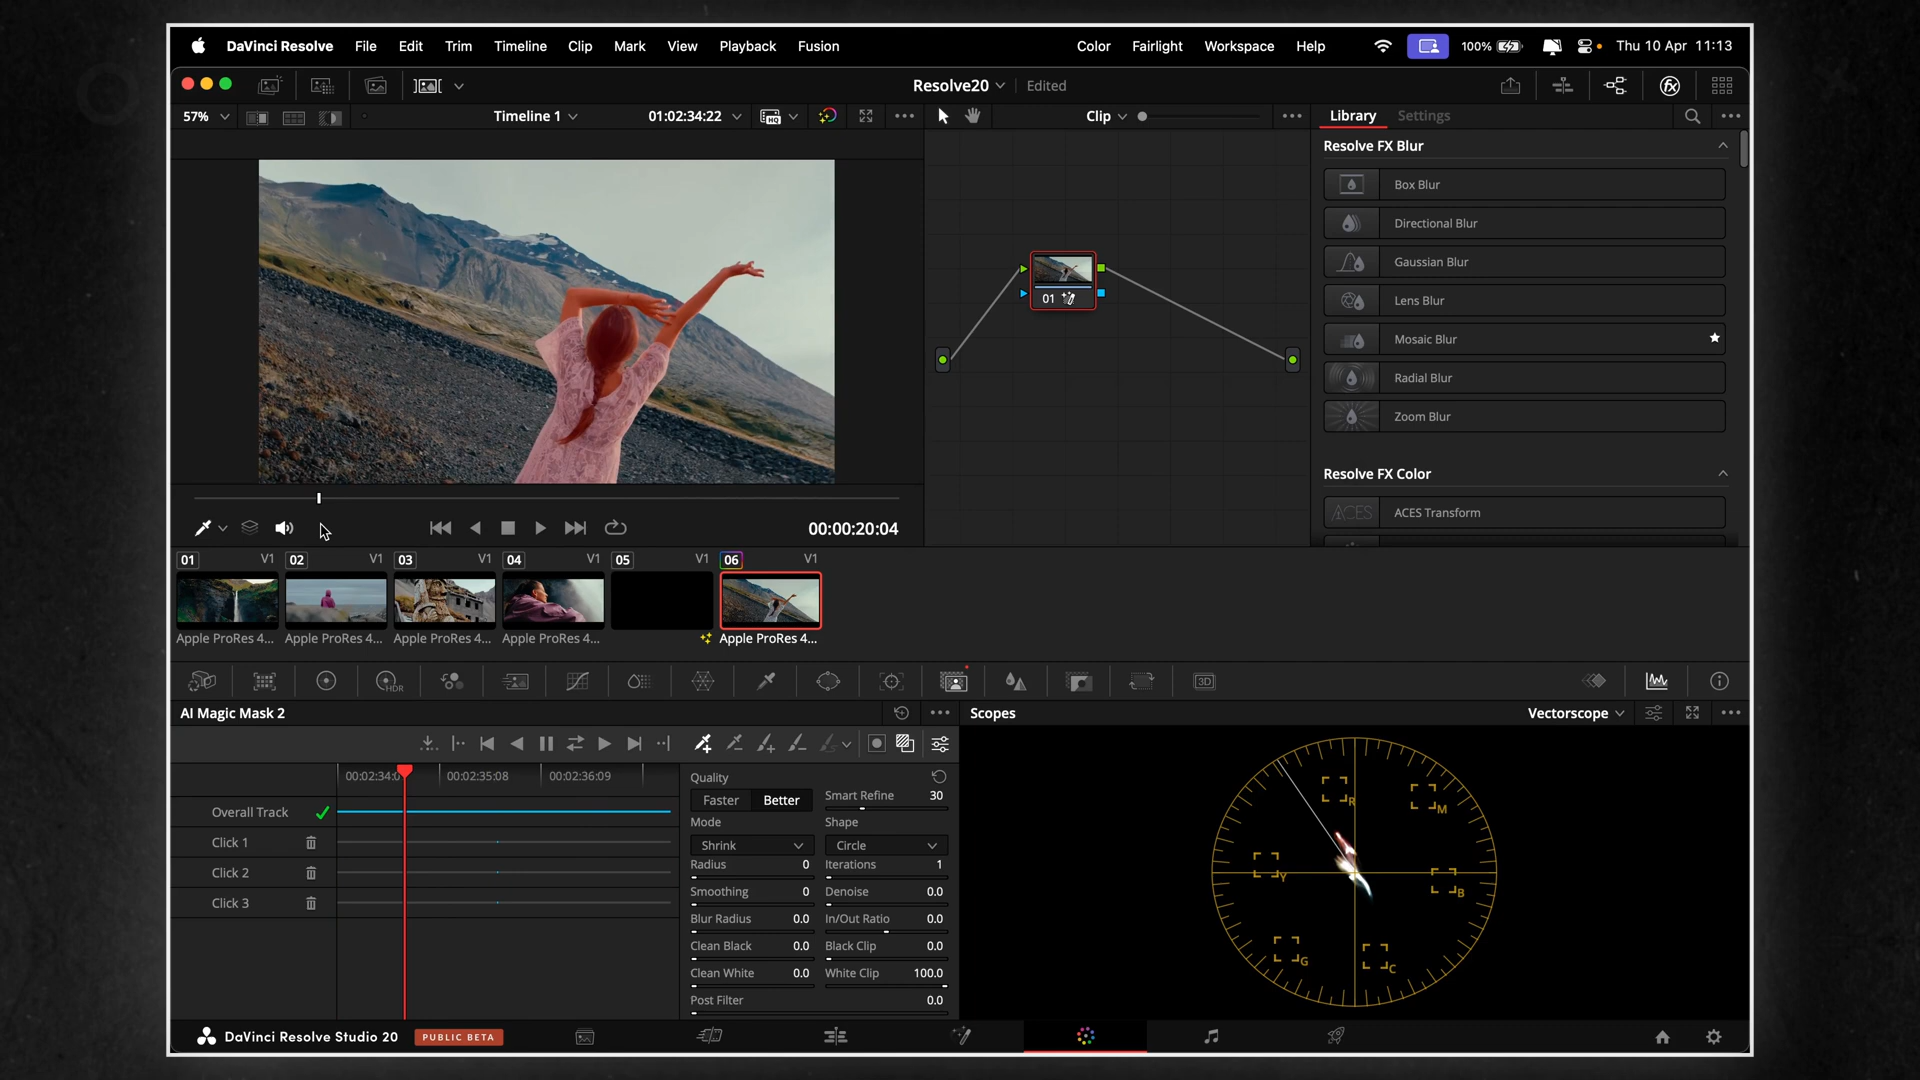 DaVinci Resolve File Edit Trim Timeline Clip Mark View Playback Fusion Color Fairlight Workspace Help 100% Thu 10 Apr 11:13
Resolve20 Edited
57% Timeline 1 01:02:34:22 HQ Clip Library Settings
Resolve FX Blur
Box Blur
Directional Blur
Gaussian Blur
Lens Blur
Mosaic Blur
Radial Blur
Zoom Blur
Resolve FX Color
ACES ACES Transform
01
00:00:20:04
01 V1 02 V1 03 V1 04 V1 05 V1 06 V1
Apple ProRes 4... Apple ProRes 4... Apple ProRes 4... Apple ProRes 4... Apple ProRes 4...
HDR 3D
AI Magic Mask 2 Scopes Vectorscope
00:02:34:0 00:02:35:08 00:02:36:09
Overall Track
Click 1
Click 2
Click 3
Quality
Faster Better Smart Refine 30
Mode Shape
Shrink Circle
Radius 0 Iterations 1
Smoothing 0 Denoise 0.0
Blur Radius 0.0 In/Out Ratio 0.0
Clean Black 0.0 Black Clip 0.0
Clean White 0.0 White Clip 100.0
Post Filter 0.0
R M
Y B
G C
DaVinci Resolve Studio 20 PUBLIC BETA